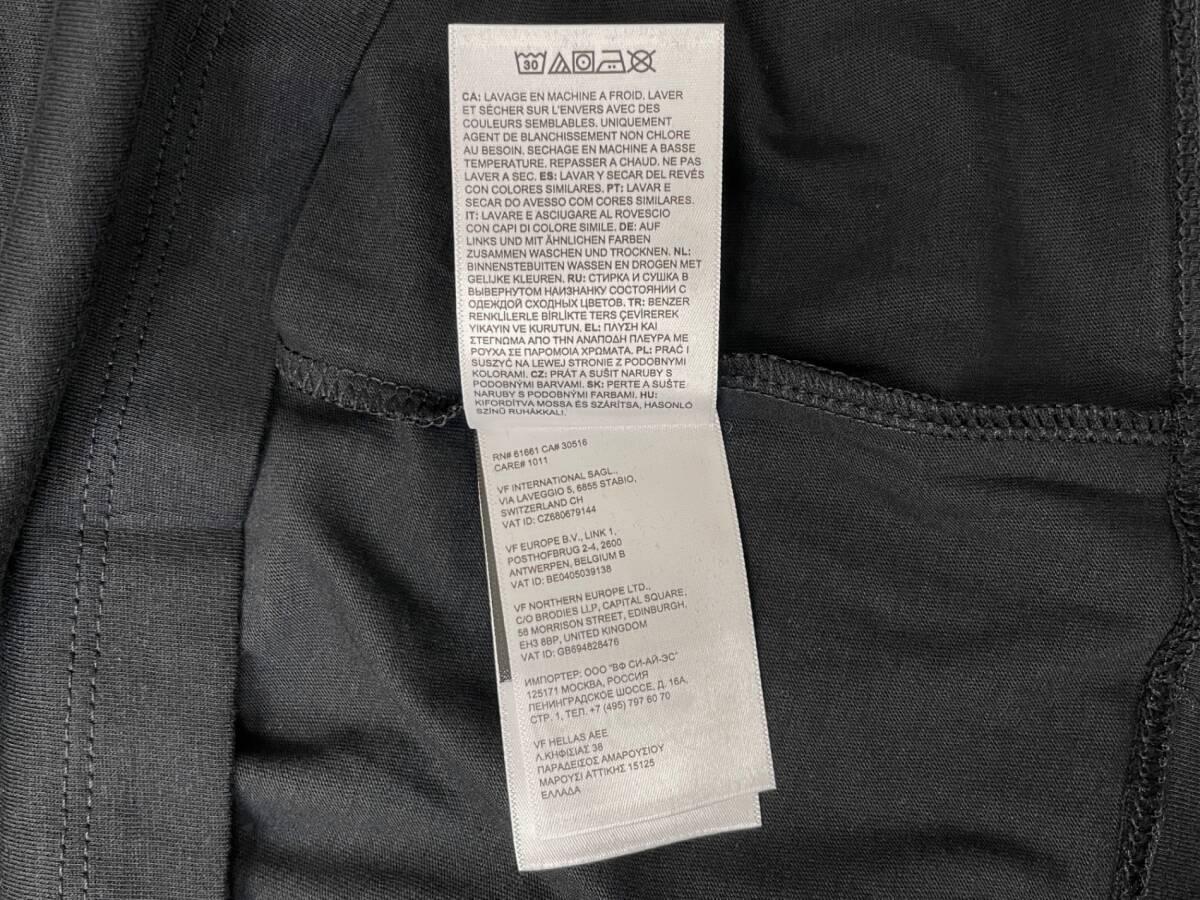 30
CA: LAVAGE EN MACHINE A FROID. LAVER
ET SÈCHER SUR L'ENVERS AVEC DES
COULEURS SEMBLABLES. UNIQUEMENT
AGENT DE BLANCHISSEMENT NON CHLORE
AU BESOIN. SECHAGE EN MACHINE A BASSE
TEMPERATURE. REPASSER A CHAUD. NE PAS
LAVER A SEC. ES: LAVAR Y SECAR DEL REVÉS
CON COLORES SIMILARES. PT: LAVAR E
SECAR DO AVESSO COM CORES SIMILARES.
IT: LAVARE E ASCIUGARE AL ROVESCIO
CON CAPI DI COLORE SIMILE. DE: AUF
LINKS UND MIT ÄHNLICHEN FARBEN
ZUSAMMEN WASCHEN UND TROCKNEN. NL:
BINNENSTEBUITEN WASSEN EN DROGEN MET
GELIJKE KLEUREN. RU: СТИРКА И СУШКА В
ВЫВЕРНУТОМ НАИЗНАНКУ СОСТОЯНИИ С
ОДЕЖДОЙ СХОДНЫХ ЦВЕТОВ. TR: BENZER
RENKLILERLE BİRLİKTE TERS ÇEVİREREK
YIKAYIN VE KURUTUN. EL: ΠΛΥΣΗ ΚΑΙ
ΣΤΕΓΝΩΜΑ ΑΠΟ ΤΗΝ ΑΝΑΠΟΔΗ ΠΛΕΥΡΑ ΜΕ
ΡΟΥΧΑ ΣΕ ΠΑΡΟΜΟΙΑ ΧΡΩΜΑΤΑ. PL: PRAĆ I
SUSZYĆ NA LEWEJ STRONIE Z PODOBNYMI
KOLORAMI. CZ: PRÁT A SUŠIT NARUBY S
PODOBNÝMI BARVAMI. SK: PERTE A SUŠTE
NARUBY S PODOBNÝMI FARBAMI. HU:
KIFORDÍTVA MOSSA ÉS SZÁRÍTSA, HASONLÓ
SZÍNŰ RUHÁKKAL.
RN# 61661 CA# 30516
CARE# 1011
VF INTERNATIONAL SAGL.,
VIA LAVEGGIO 5, 6855 STABIO,
SWITZERLAND CH
VAT ID: CZ680679144
VF EUROPE B.V., LINK 1,
POSTHOFBRUG 2-4, 2600
ANTWERPEN, BELGIUM B
VAT ID: BE0405039138
VF NORTHERN EUROPE LTD.,
C/O BRODIES LLP, CAPITAL SQUARE,
58 MORRISON STREET, EDINBURGH,
EH3 8BP, UNITED KINGDOM
VAT ID: GB694828476
ИМПОРТЕР: ООО "ВФ СИ-АЙ-ЭС"
125171 МОСКВА, РОССИЯ
ЛЕНИНГРАДСКОЕ ШОССЕ, Д. 16А,
СТР. 1, ТЕЛ. +7 (495) 797 60 70
VF HELLAS AEE
Λ.ΚΗΦΙΣΙΑΣ 38
ΠΑΡΑΔΕΙΣΟΣ ΑΜΑΡΟΥΣΙΟΥ
ΜΑΡΟΥΣΙ ΑΤΤΙΚΗΣ 15125
ΕΛΛΑΔΑ